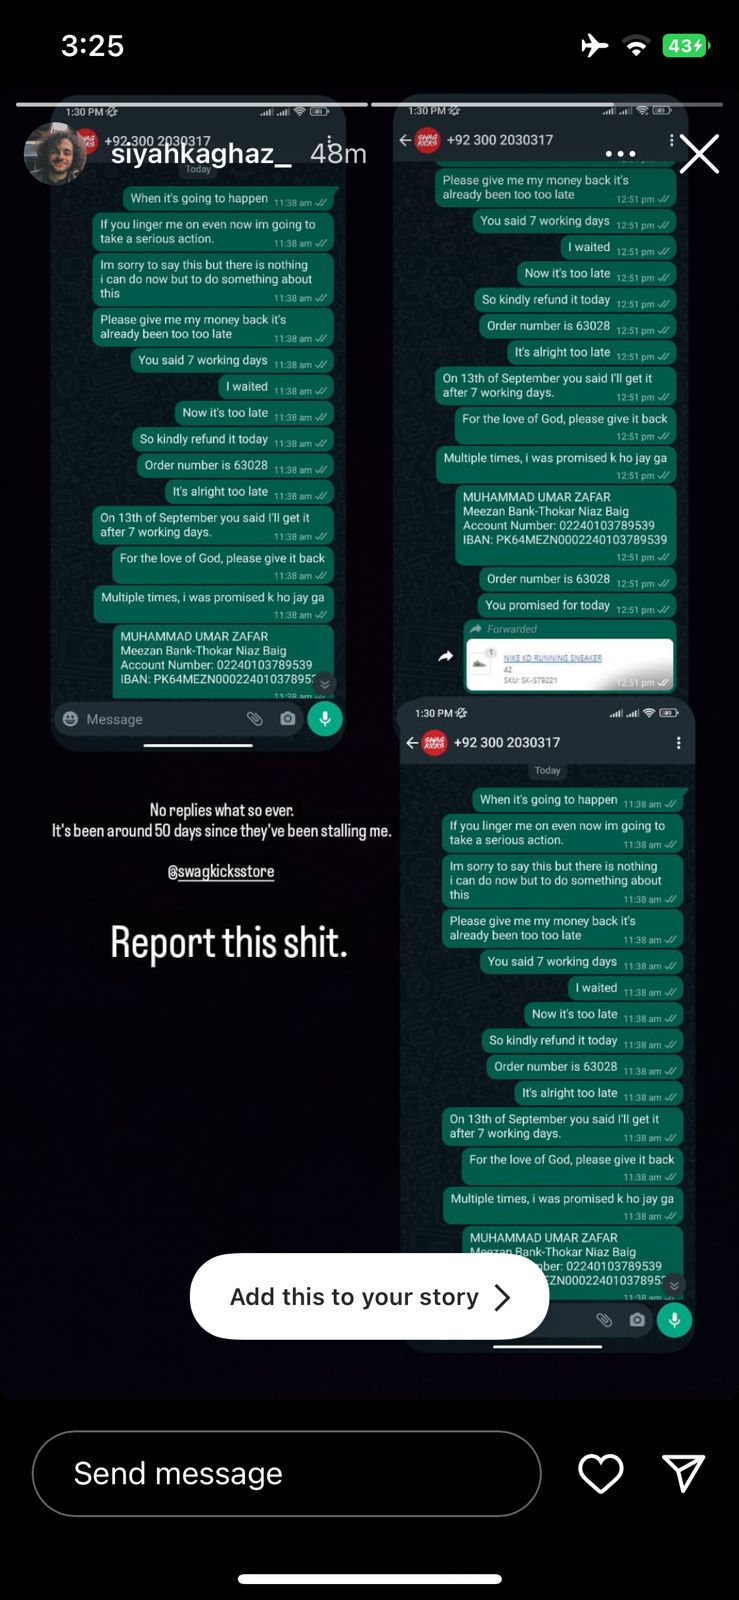 3:25
43
1:30 PM
+92 300 2030317
siyahkaghaz_ 48m
Today
When it's going to happen 11:38 am
If you linger me on even now im going to
take a serious action. 11:38 am
Im sorry to say this but there is nothing
i can do now but to do something about
this 11:38 am
Please give me my money back it's
already been too too late 11:38 am
You said 7 working days 11:38 am
I waited 11:38 am
Now it's too late 11:38 am
So kindly refund it today 11:38 am
Order number is 63028 11:38 am
It's alright too late 11:38 am
On 13th of September you said I'll get it
after 7 working days. 11:38 am
For the love of God, please give it back
11:38 am
Multiple times, i was promised k ho jay ga
11:38 am
MUHAMMAD UMAR ZAFAR
Meezan Bank-Thokar Niaz Baig
Account Number: 02240103789539
IBAN: PK64MEZN000224010378953
11:38 am
Message
1:30 PM
SWAG
KICKS
+92 300 2030317
Please give me my money back it's
already been too too late 12:51 pm
You said 7 working days 12:51 pm
I waited 12:51 pm
Now it's too late 12:51 pm
So kindly refund it today 12:51 pm
Order number is 63028 12:51 pm
It's alright too late 12:51 pm
On 13th of September you said I'll get it
after 7 working days. 12:51 pm
For the love of God, please give it back
12:51 pm
Multiple times, i was promised k ho jay ga
12:51 pm
MUHAMMAD UMAR ZAFAR
Meezan Bank-Thokar Niaz Baig
Account Number: 02240103789539
IBAN: PK64MEZN0002240103789539
12:51 pm
Order number is 63028 12:51 pm
You promised for today 12:51 pm
Forwarded
1
NIKE KD RUNNING SNEAKER
42
SKU: SK-S79221 12:51 pm
No replies what so ever.
It's been around 50 days since they've been stalling me.
@swagkicksstore
Report this shit.
1:30 PM
SWAG
KICKS
+92 300 2030317
Today
When it's going to happen 11:38 am
If you linger me on even now im going to
take a serious action. 11:38 am
Im sorry to say this but there is nothing
i can do now but to do something about
this 11:38 am
Please give me my money back it's
already been too too late 11:38 am
You said 7 working days 11:38 am
I waited 11:38 am
Now it's too late 11:38 am
So kindly refund it today 11:38 am
Order number is 63028 11:38 am
It's alright too late 11:38 am
On 13th of September you said I'll get it
after 7 working days. 11:38 am
For the love of God, please give it back
11:38 am
Multiple times, i was promised k ho jay ga
11:38 am
MUHAMMAD UMAR ZAFAR
Meezan Bank-Thokar Niaz Baig
ber: 02240103789539
ZN000224010378953
11:38 am
Add this to your story
Send message